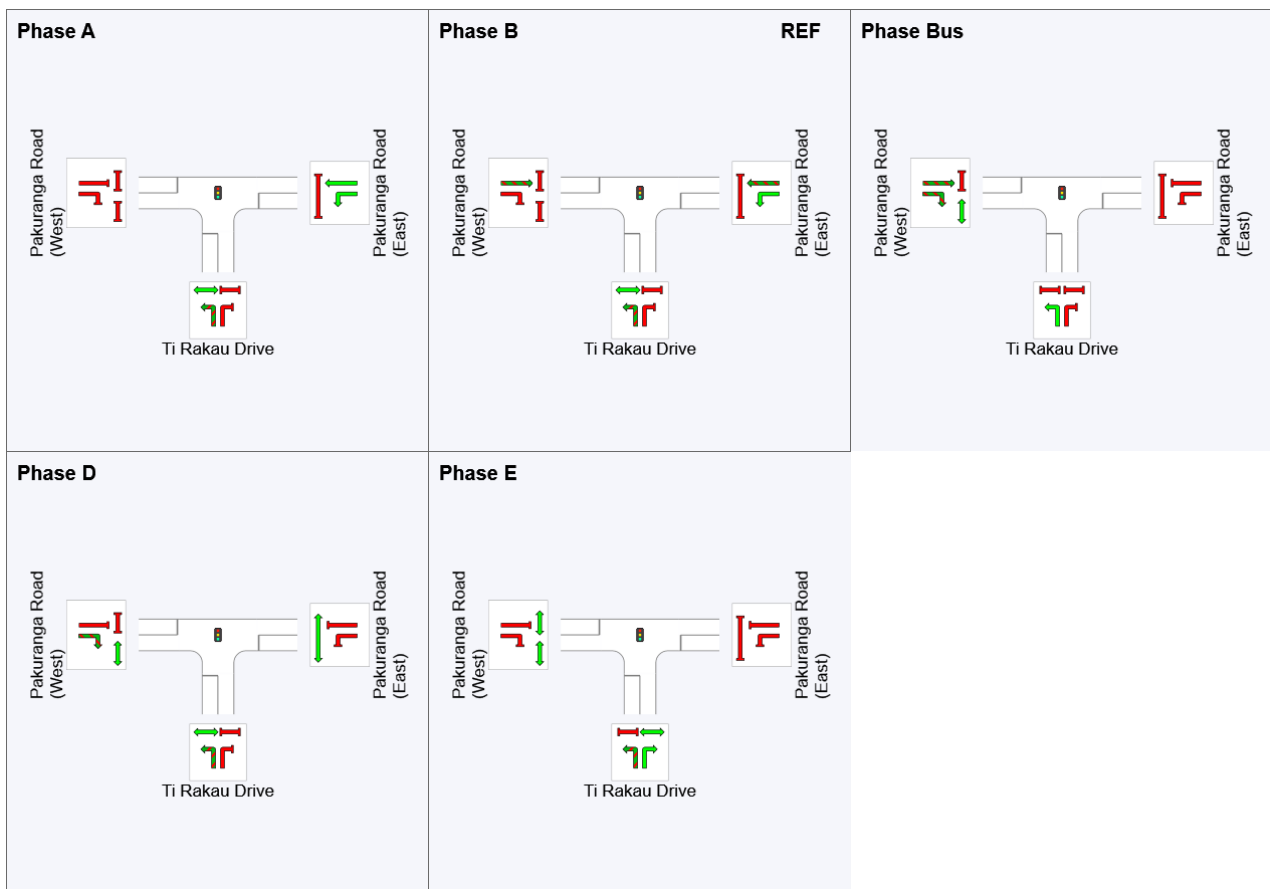 Phase A
Pakuranga Road
(West)
Pakuranga Road
(East)
Ti Rakau Drive
Phase B
REF
Pakuranga Road
(West)
Pakuranga Road
(East)
Ti Rakau Drive
Phase Bus
Pakuranga Road
(West)
Pakuranga Road
(East)
Ti Rakau Drive
Phase D
Pakuranga Road
(West)
Pakuranga Road
(East)
Ti Rakau Drive
Phase E
Pakuranga Road
(West)
Pakuranga Road
(East)
Ti Rakau Drive